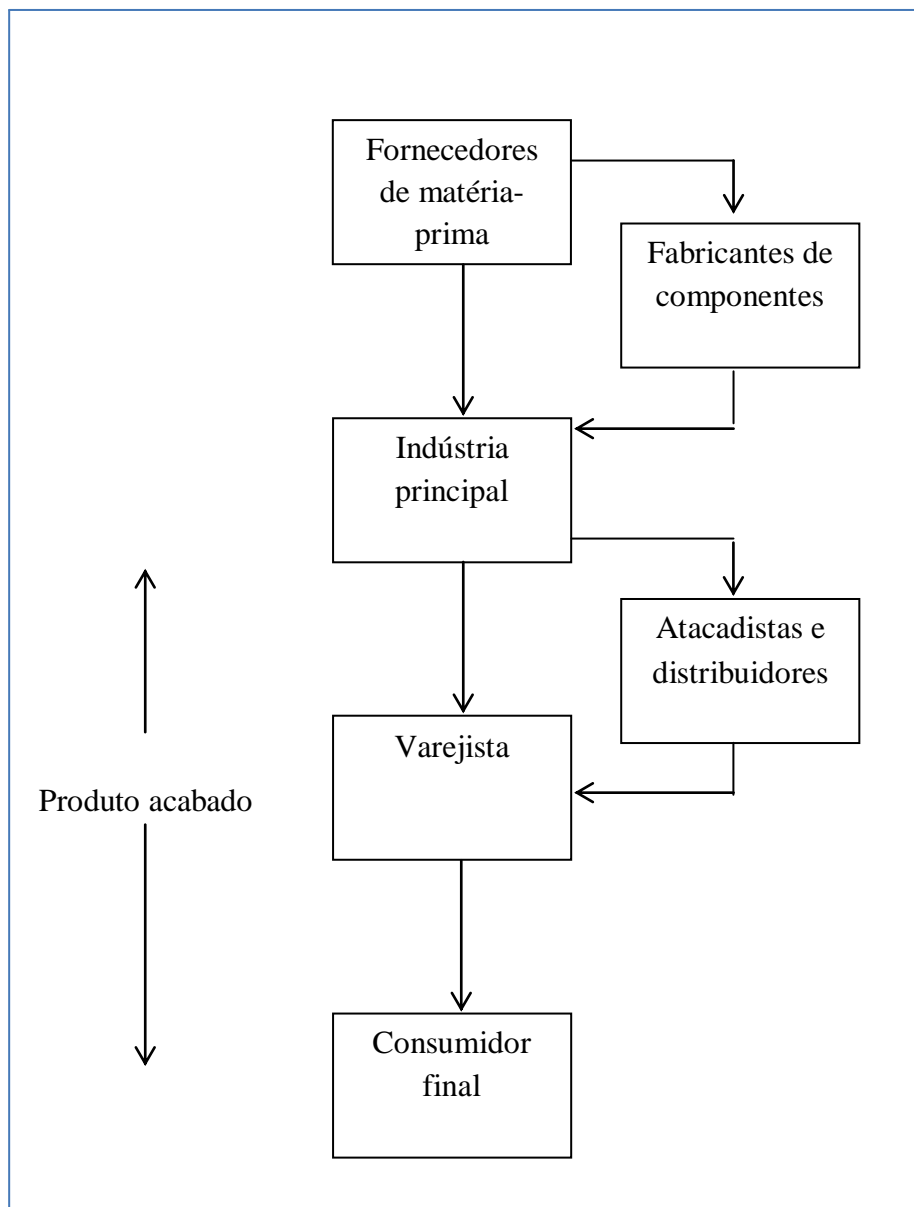 Fornecedores
de matéria-
prima
Fabricantes de
componentes
Indústria
principal
Atacadistas e
distribuidores
Varejista
Produto acabado
Consumidor
final